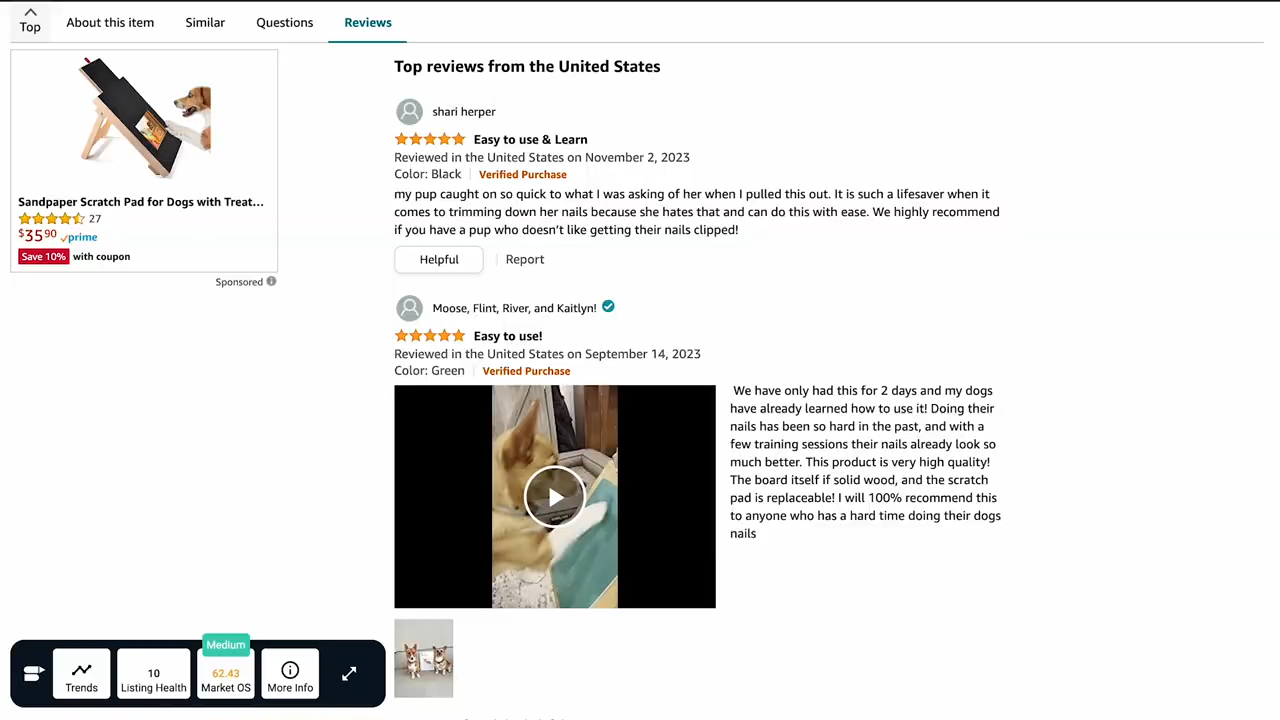 Top
About this item
Similar
Questions
Reviews
Sandpaper Scratch Pad for Dogs with Treat...
27
$3590 prime
Save 10% with coupon
Sponsored
Top reviews from the United States
shari herper
Easy to use & Learn
Reviewed in the United States on November 2, 2023
Color: Black | Verified Purchase
my pup caught on so quick to what I was asking of her when I pulled this out. It is such a lifesaver when it
comes to trimming down her nails because she hates that and can do this with ease. We highly recommend
if you have a pup who doesn't like getting their nails clipped!
Helpful | Report
Moose, Flint, River, and Kaitlyn!
Easy to use!
Reviewed in the United States on September 14, 2023
Color: Green | Verified Purchase
We have only had this for 2 days and my dogs
have already learned how to use it! Doing their
nails has been so hard in the past, and with a
few training sessions their nails already look so
much better. This product is very high quality!
The board itself if solid wood, and the scratch
pad is replaceable! I will 100% recommend this
to anyone who has a hard time doing their dogs
nails
Trends
10
Listing Health
Medium
62.43
Market OS
More Info